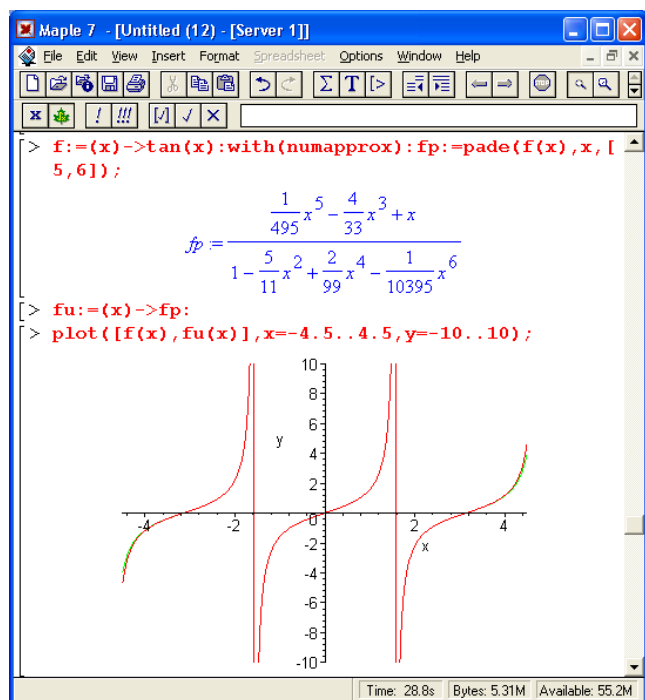 Maple 7 - [Untitled (12) - [Server 1]]
File Edit View Insert Format Spreadsheet Options Window Help
Σ T [>
x ! !!! [√] √ X
> f:=(x)->tan(x):with(numapprox):fp:=pade(f(x),x,[
5,6]);
fp := (1/495 x^5 − 4/33 x^3 + x) / (1 − 5/11 x^2 + 2/99 x^4 − 1/10395 x^6)
> fu:=(x)->fp:
> plot([f(x),fu(x)],x=-4.5..4.5,y=-10..10);
10
8
6
y
4
2
-4 -2 0 2 4
x
-2
-4
-6
-8
-10
Time: 28.8s Bytes: 5.31M Available: 55.2M